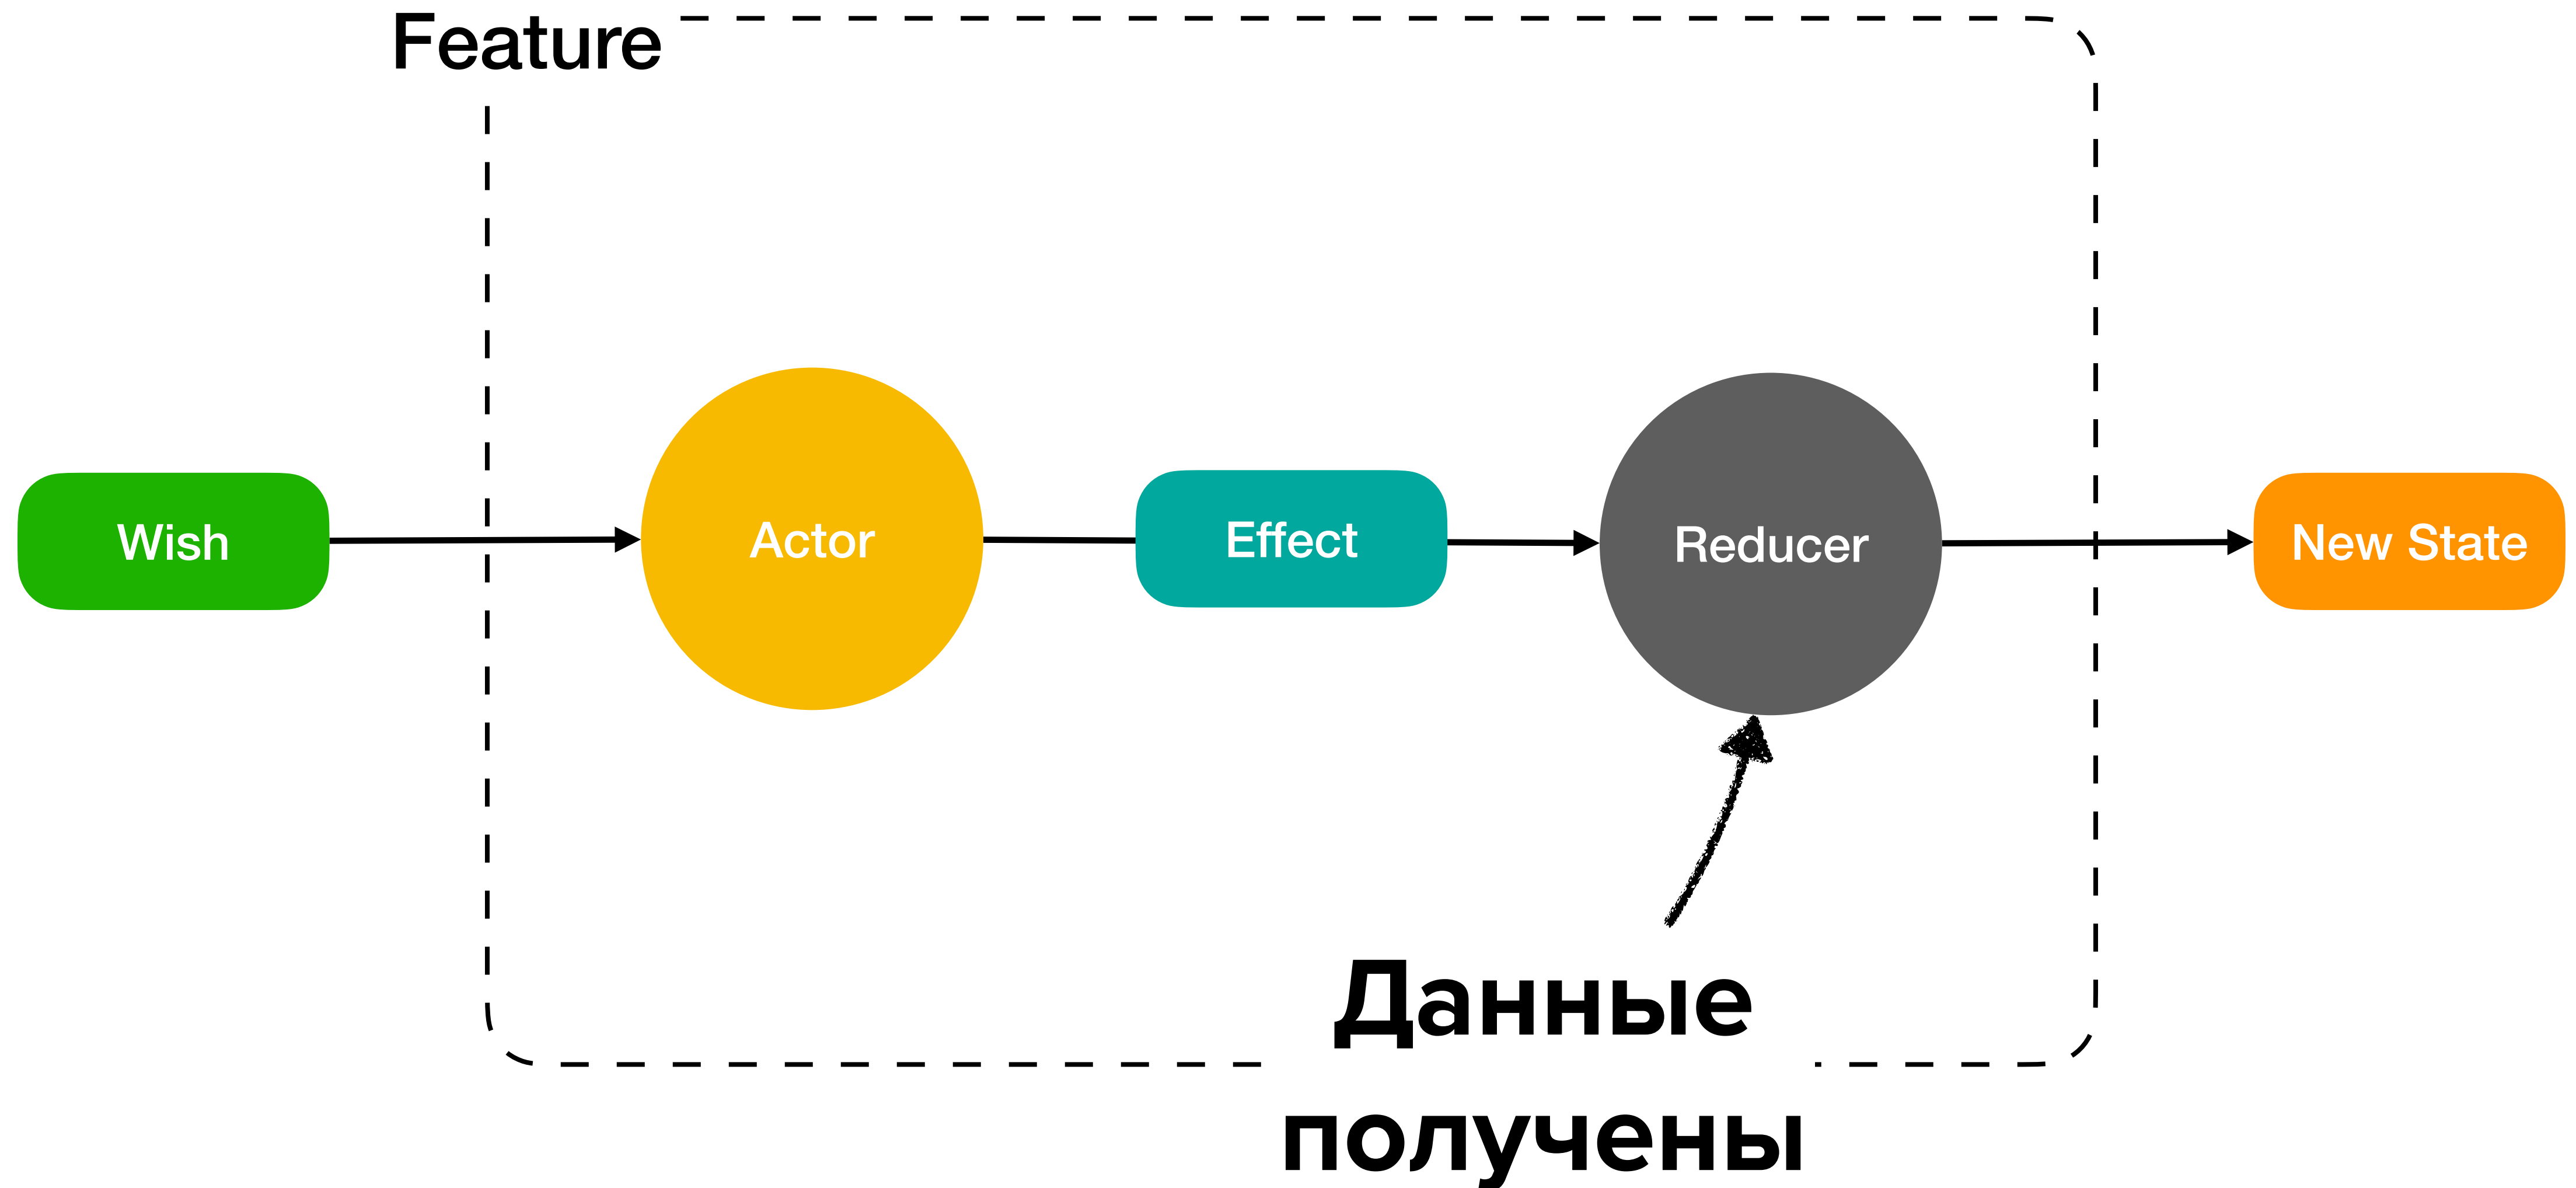 Feature
Wish
Actor
Effect
Reducer
New State
Данные
получены